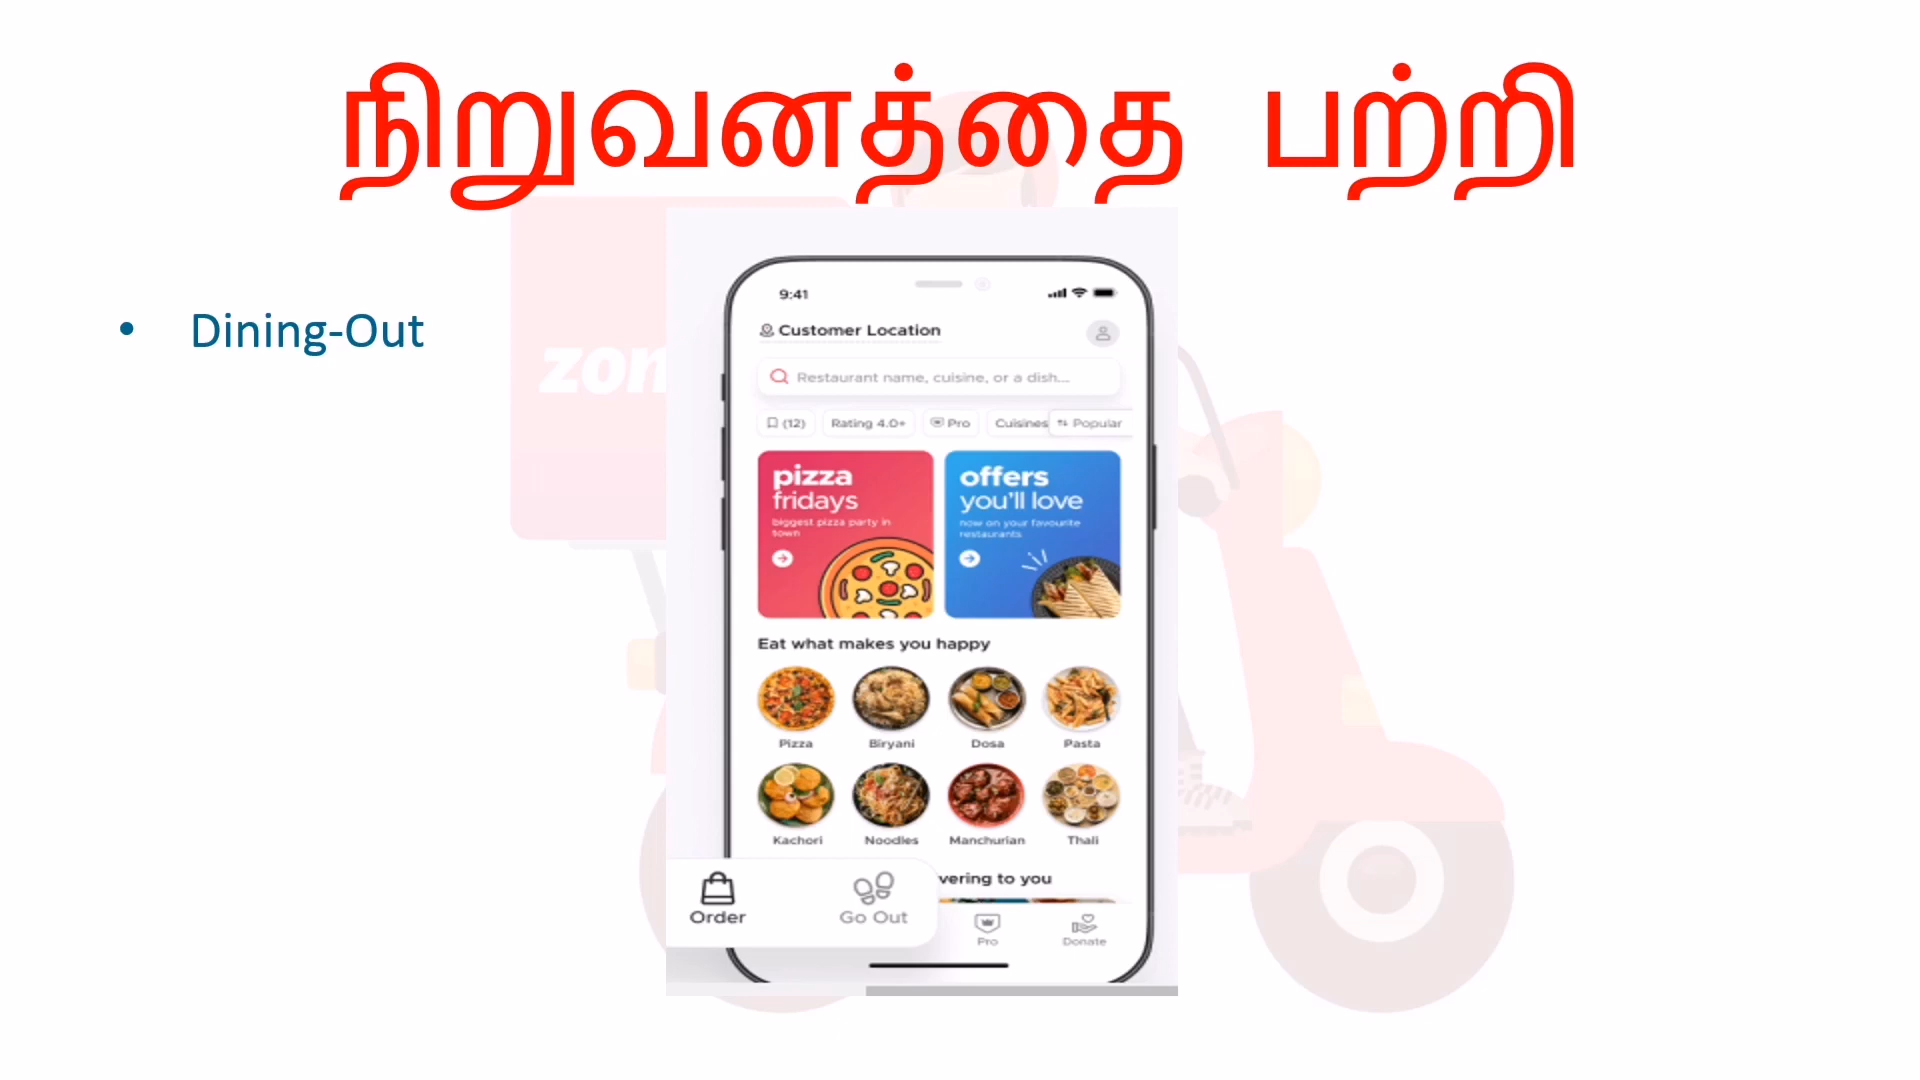 நிறுவனத்தை பற்றி
• Dining-Out
zom
9:41
Customer Location
Restaurant name, cuisine, or a dish...
(12) Rating 4.0+ Pro Cuisines Popular
pizza
fridays
biggest pizza party in
town
offers
you'll love
now on your favourite
restaurants
Eat what makes you happy
Pizza Biryani Dosa Pasta
Kachori Noodles Manchurian Thali
vering to you
Order Go Out Pro Donate